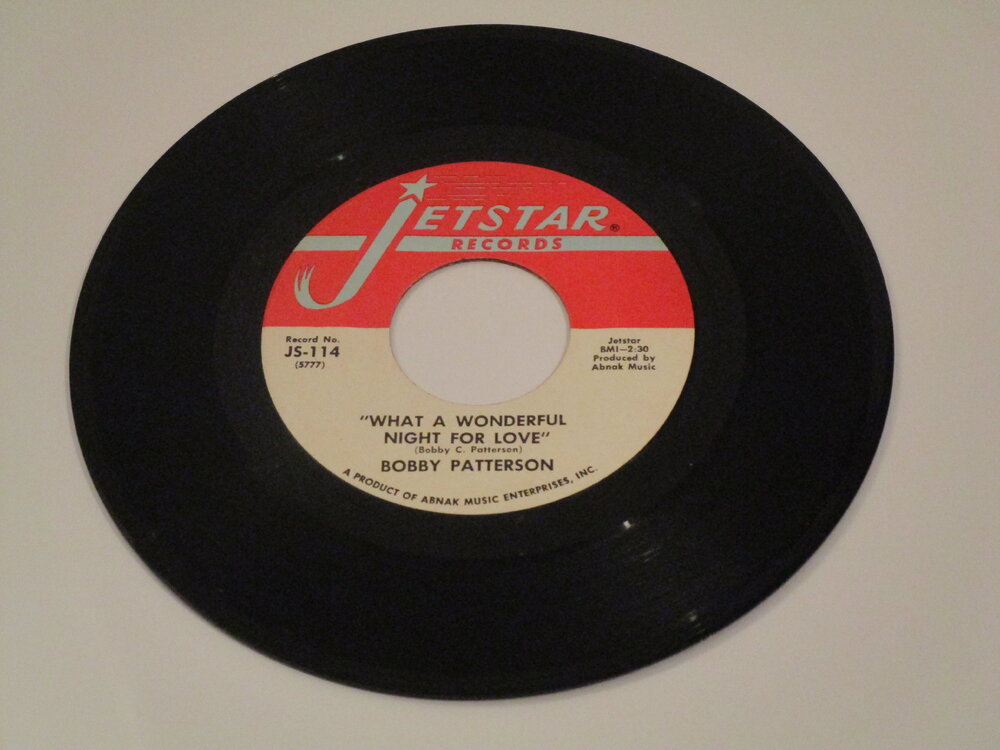 JETSTAR®
RECORDS
Record No.
JS-114
(5777)
Jetstar
BMI—2:30
Produced by
Abnak Music
"WHAT A WONDERFUL
NIGHT FOR LOVE"
(Bobby C. Patterson)
BOBBY PATTERSON
A PRODUCT OF ABNAK MUSIC ENTERPRISES, INC.